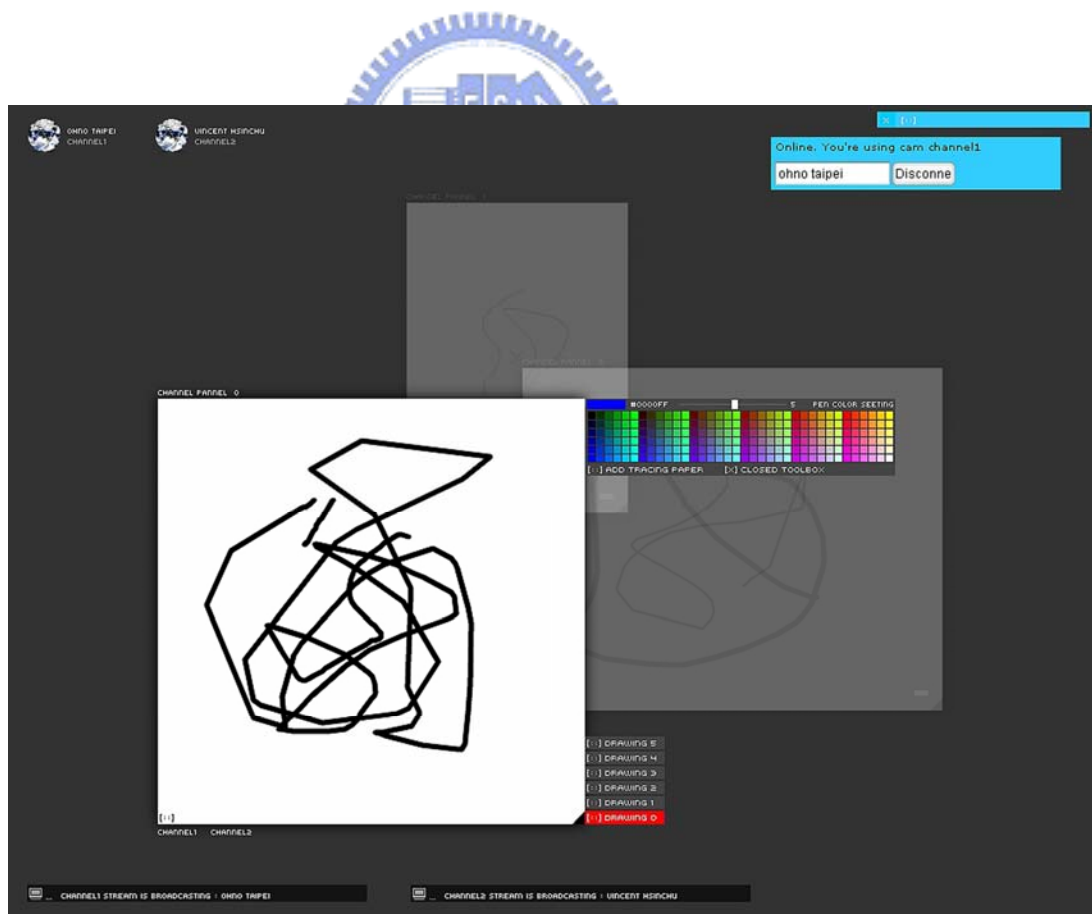 OHNO TAIPEI
CHANNEL1
VINCENT HSINCHU
CHANNEL2
X [::]
Online. You're using cam channel1
ohno taipei Disconne
CHANNEL PANNEL 1
CHANNEL PANNEL
CHANNEL PANNEL 0
#0000FF 5 PEN COLOR SEETING
[::] ADD TRACING PAPER [X] CLOSED TOOLBOX
[::] DRAWING 5
[::] DRAWING 4
[::] DRAWING 3
[::] DRAWING 2
[::] DRAWING 1
[::] DRAWING 0
[::]
CHANNEL1 CHANNEL2
_ CHANNEL1 STREAM IS BROADCASTING : OHNO TAIPEI
_ CHANNEL2 STREAM IS BROADCASTING : VINCENT HSINCHU